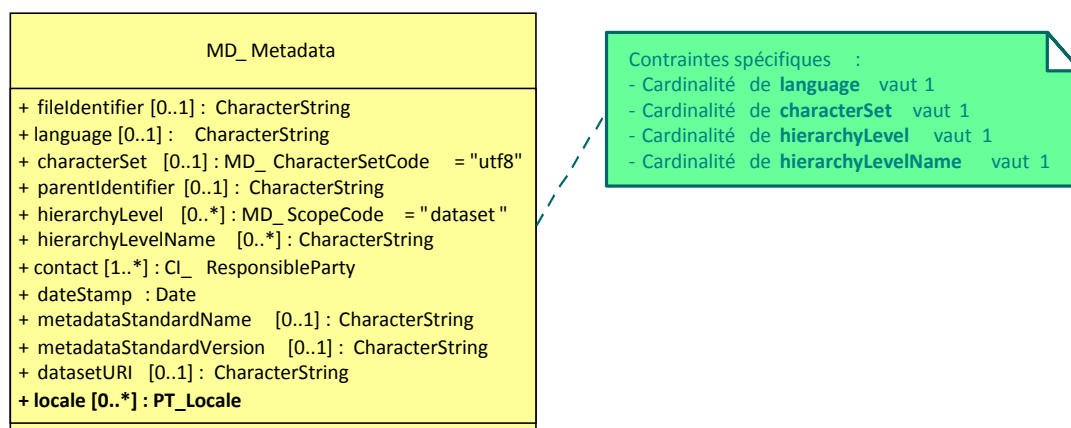 MD_ Metadata
+ fileIdentifier [0..1] : CharacterString
+ language [0..1] : CharacterString
+ characterSet [0..1] : MD_ CharacterSetCode = "utf8"
+ parentIdentifier [0..1] : CharacterString
+ hierarchyLevel [0..*] : MD_ ScopeCode = "dataset "
+ hierarchyLevelName [0..*] : CharacterString
+ contact [1..*] : CI_ ResponsibleParty
+ dateStamp : Date
+ metadataStandardName [0..1] : CharacterString
+ metadataStandardVersion [0..1] : CharacterString
+ datasetURI [0..1] : CharacterString
+ locale [0..*] : PT_Locale
Contraintes spécifiques :
- Cardinalité de language vaut 1
- Cardinalité de characterSet vaut 1
- Cardinalité de hierarchyLevel vaut 1
- Cardinalité de hierarchyLevelName vaut 1